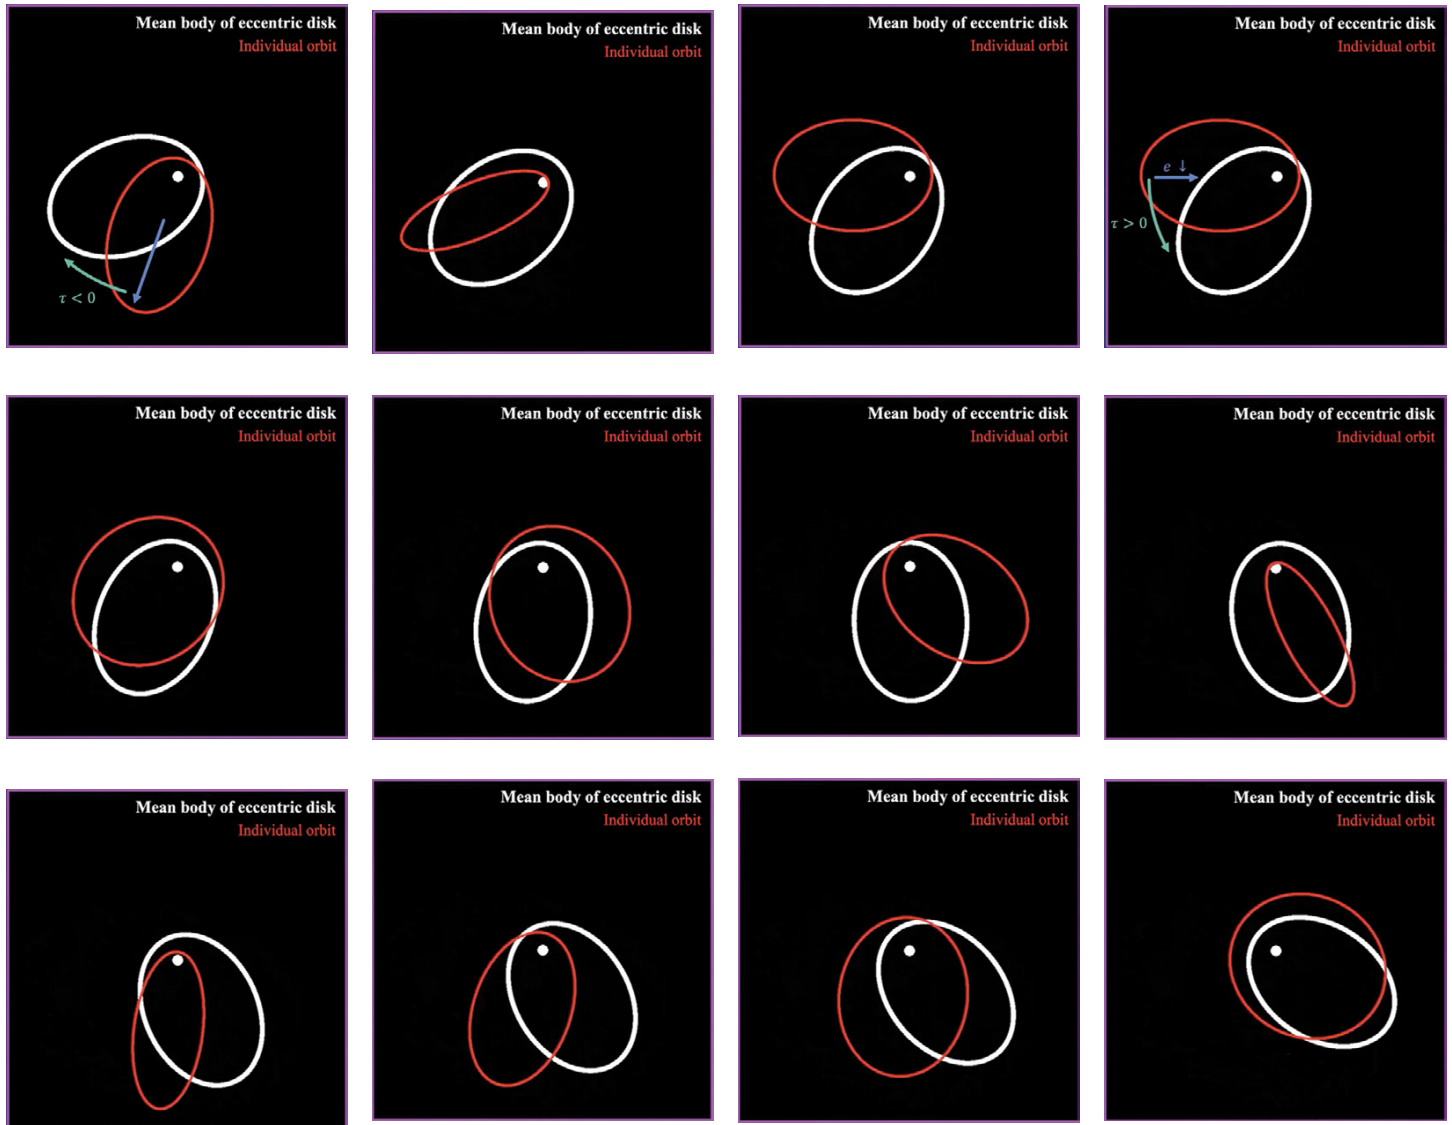 Mean body of eccentric disk
Individual orbit
τ < 0
Mean body of eccentric disk
Individual orbit
Mean body of eccentric disk
Individual orbit
Mean body of eccentric disk
Individual orbit
e ↓
τ > 0
Mean body of eccentric disk
Individual orbit
Mean body of eccentric disk
Individual orbit
Mean body of eccentric disk
Individual orbit
Mean body of eccentric disk
Individual orbit
Mean body of eccentric disk
Individual orbit
Mean body of eccentric disk
Individual orbit
Mean body of eccentric disk
Individual orbit
Mean body of eccentric disk
Individual orbit